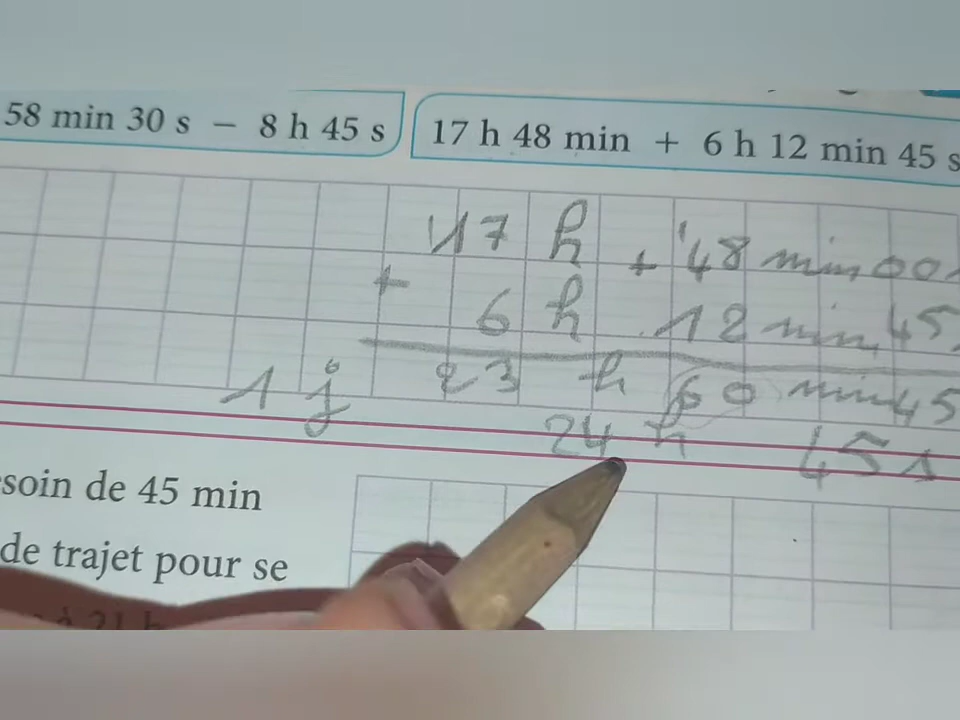 58 min 30 s − 8 h 45 s
17 h 48 min + 6 h 12 min 45 s
17 h + 48 min 00
+ 6 h 12 min 45
23 h 60 min 45
1 j
24 h 45 s
soin de 45 min
de trajet pour se